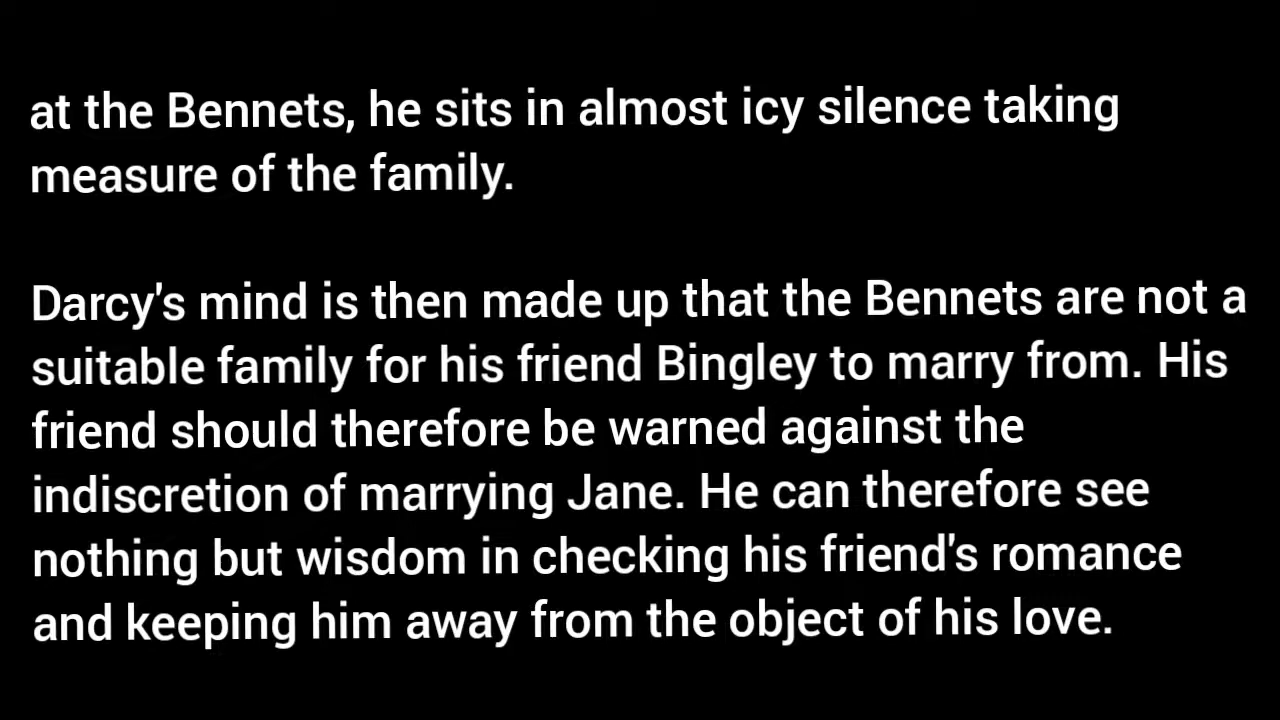 at the Bennets, he sits in almost icy silence taking
measure of the family.
Darcy's mind is then made up that the Bennets are not a
suitable family for his friend Bingley to marry from. His
friend should therefore be warned against the
indiscretion of marrying Jane. He can therefore see
nothing but wisdom in checking his friend's romance
and keeping him away from the object of his love.